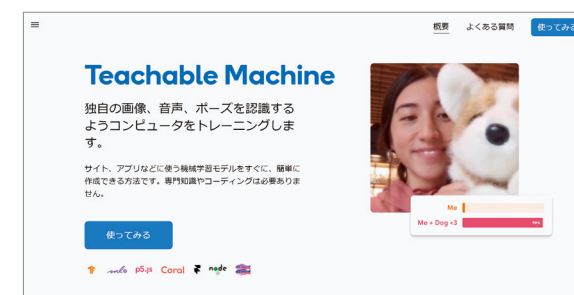 概要 よくある質問 使ってみる
Teachable Machine
独自の画像、音声、ポーズを認識する
ようコンピュータをトレーニングしま
す。
サイト、アプリなどに使う機械学習モデルをすぐに、簡単に
作成できる方法です。専門知識やコーディングは必要ありま
せん。
Me
Me + Dog <3 99%
使ってみる
p5.js Coral node